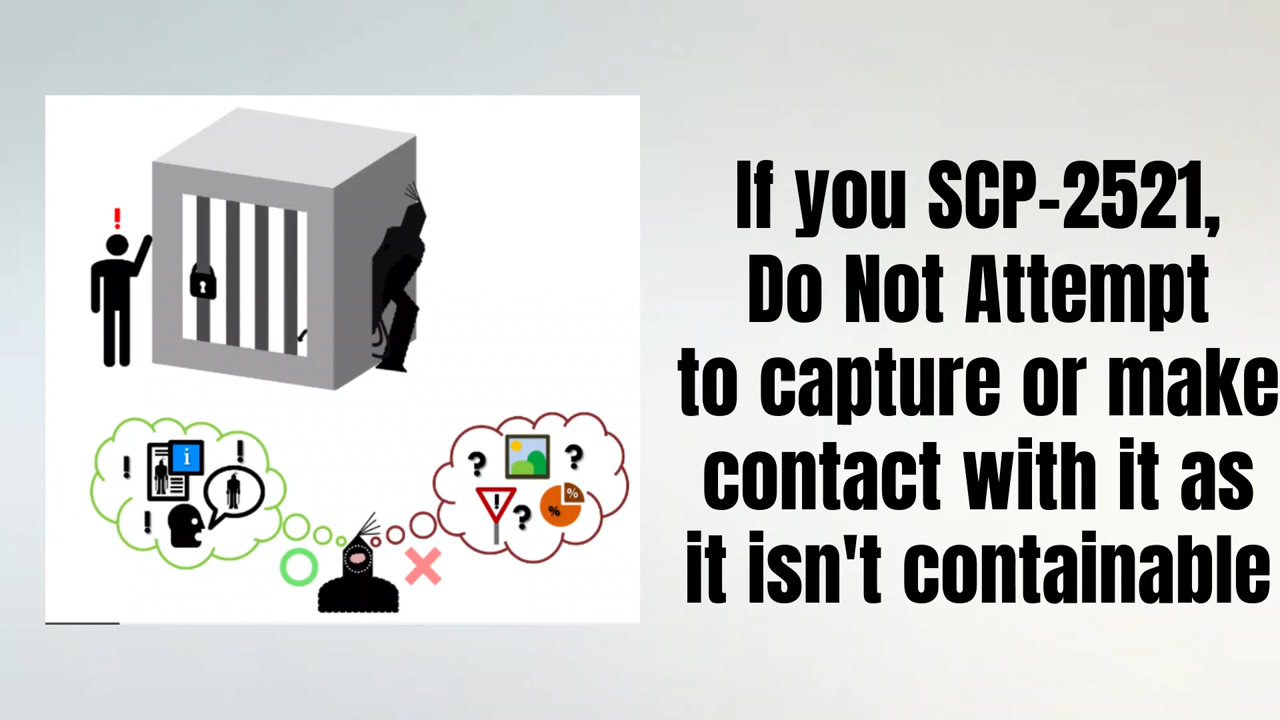 !
!
!
i
!
?
?
!
?
%
%
If you SCP-2521,
Do Not Attempt
to capture or make
contact with it as
it isn't containable